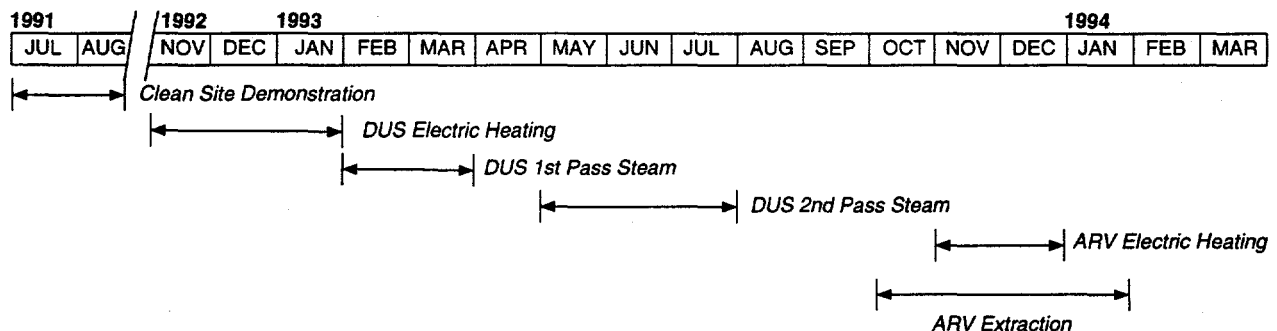 1991 1992 1993 1994
JUL AUG NOV DEC JAN FEB MAR APR MAY JUN JUL AUG SEP OCT NOV DEC JAN FEB MAR
Clean Site Demonstration
DUS Electric Heating
DUS 1st Pass Steam
DUS 2nd Pass Steam
ARV Electric Heating
ARV Extraction